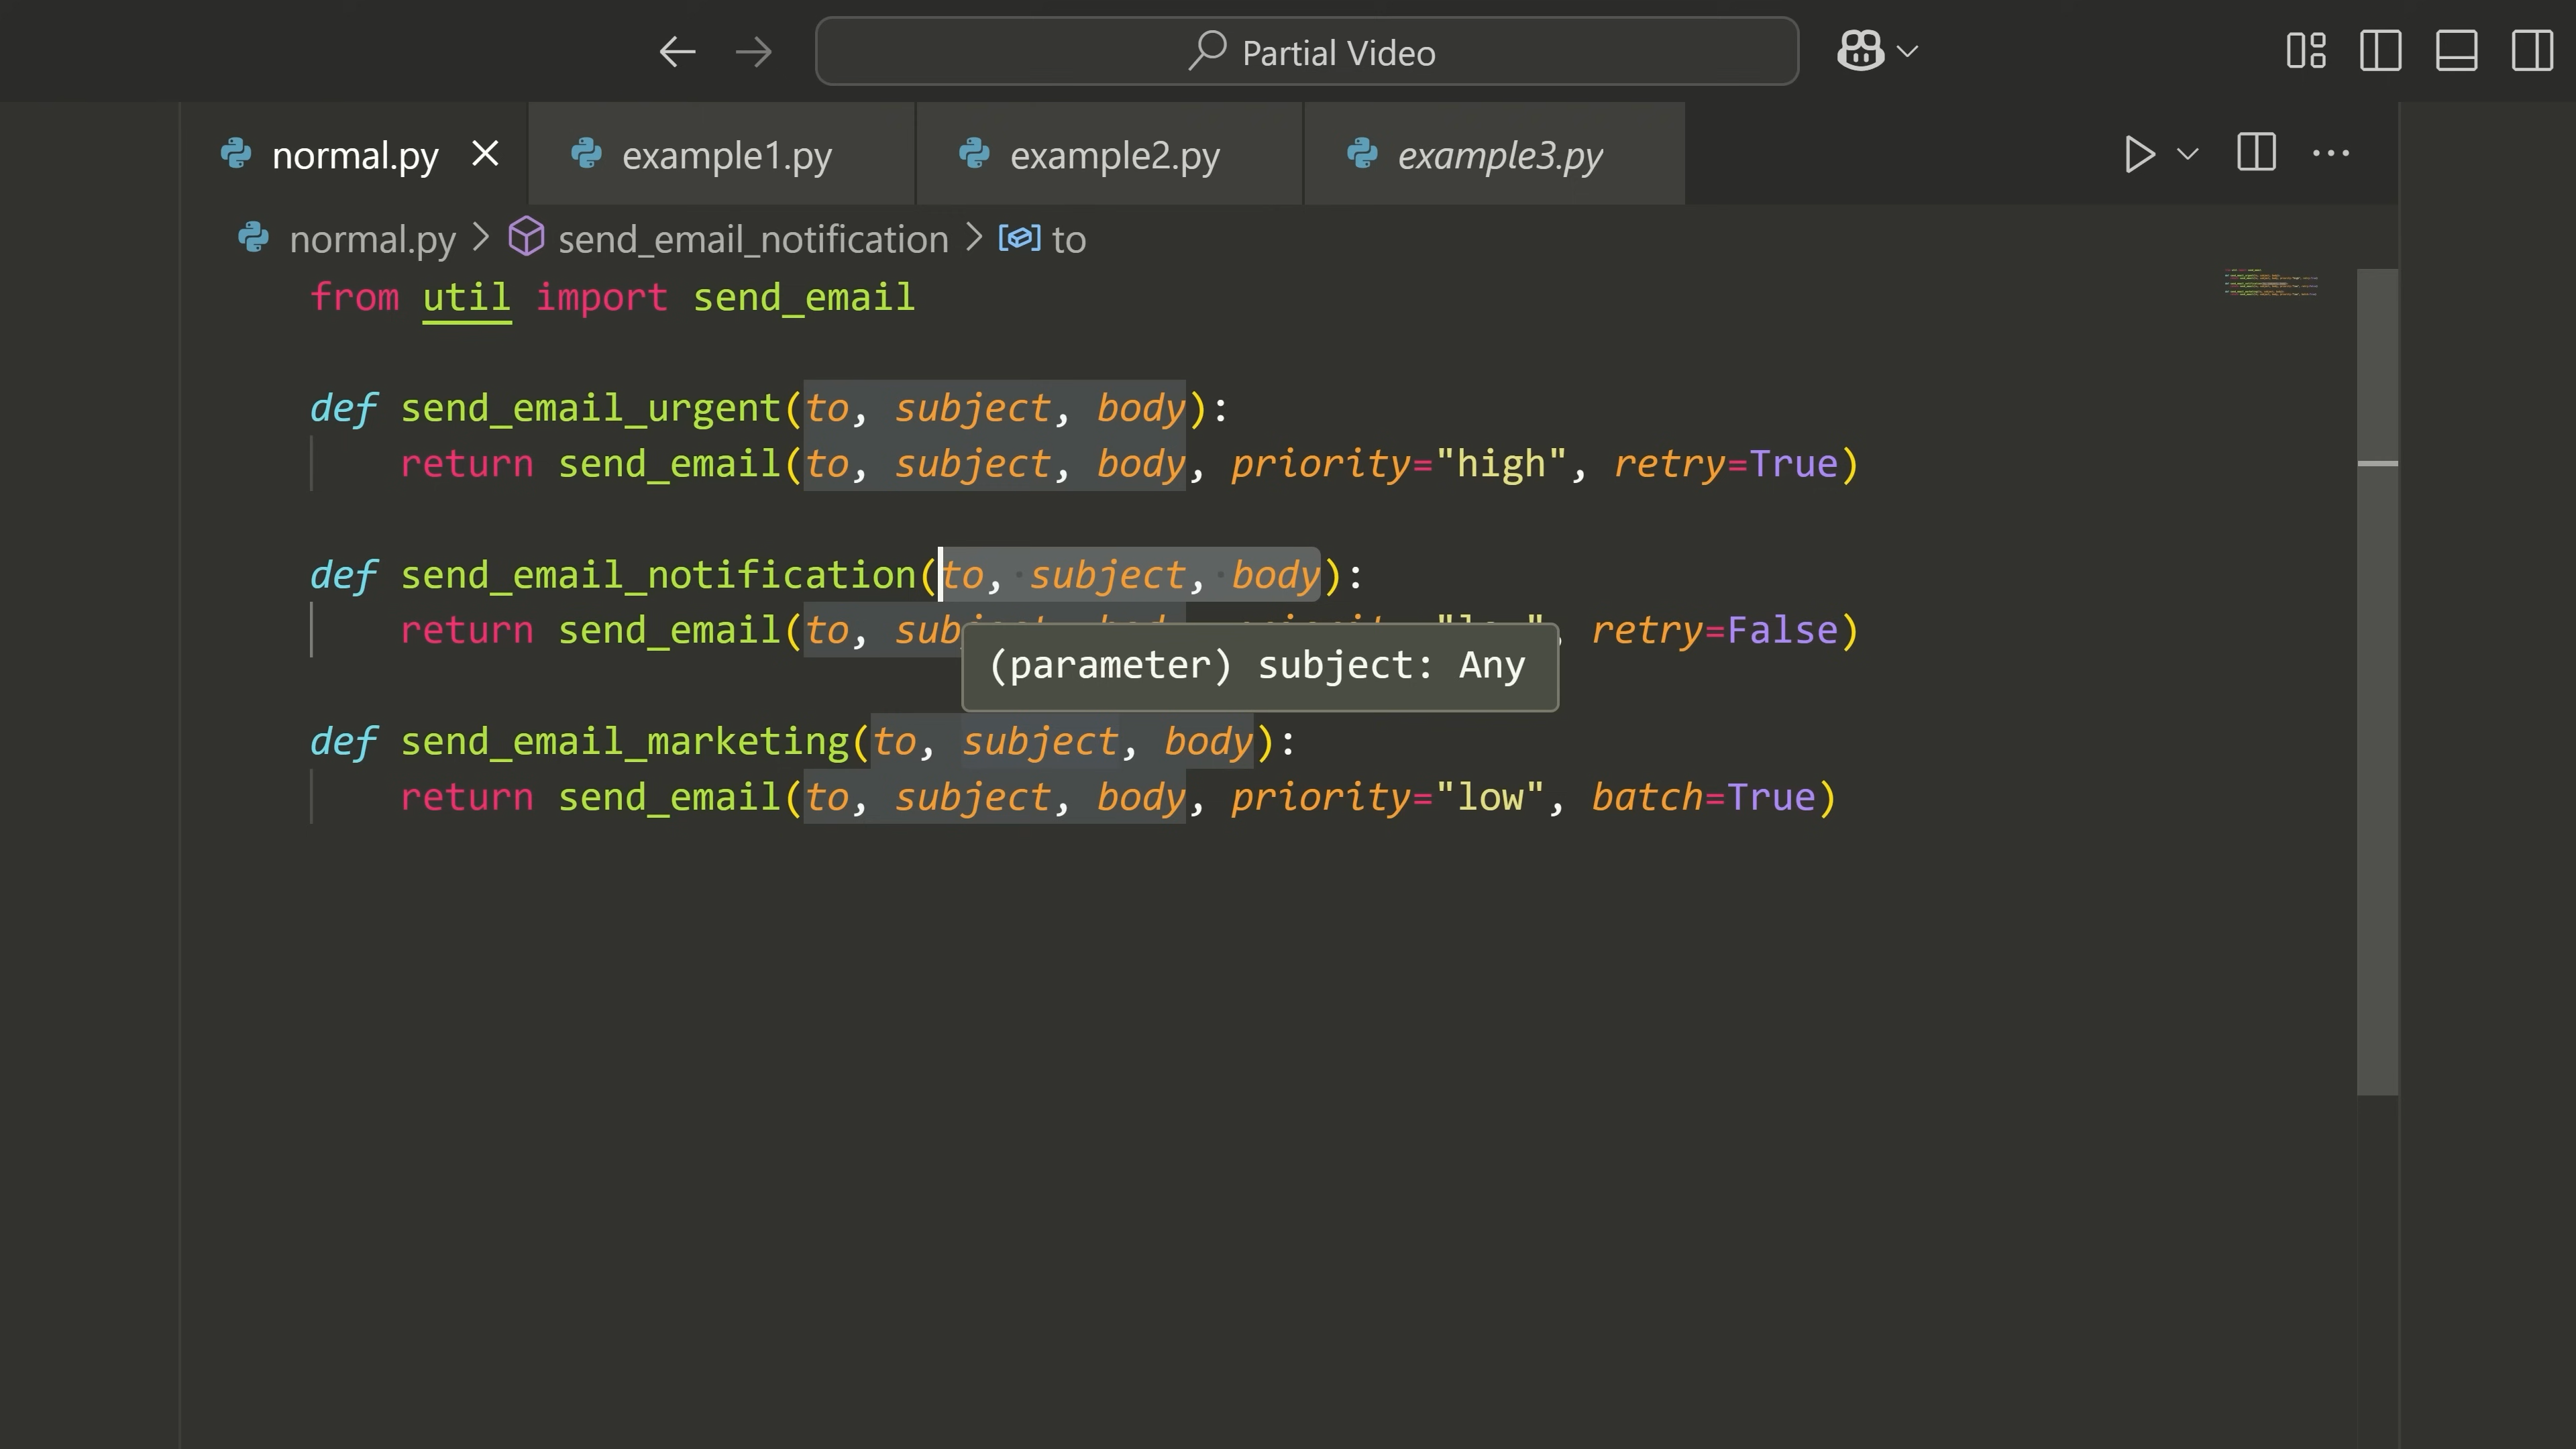 Partial Video
normal.py
example1.py
example2.py
example3.py
normal.py > send_email_notification > to
from util import send_email
def send_email_urgent(to, subject, body):
    return send_email(to, subject, body, priority="high", retry=True)
def send_email_notification(to, subject, body):
    return send_email(to, retry=False)
(parameter) subject: Any
def send_email_marketing(to, subject, body):
    return send_email(to, subject, body, priority="low", batch=True)